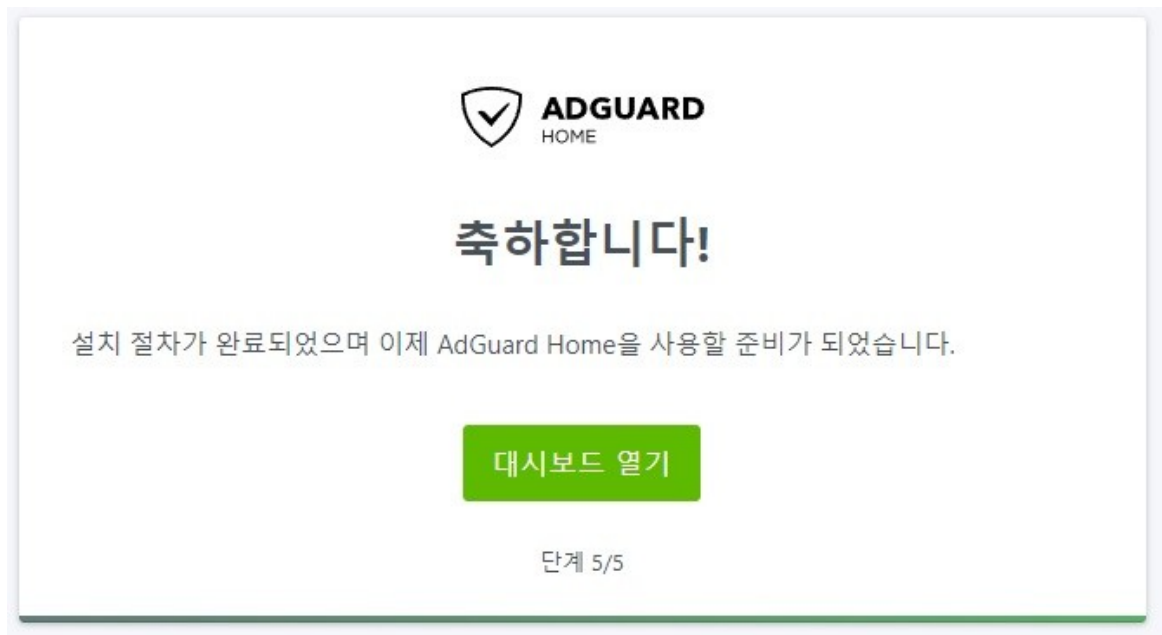 ADGUARD
HOME
축하합니다!
설치 절차가 완료되었으며 이제 AdGuard Home을 사용할 준비가 되었습니다.
대시보드 열기
단계 5/5